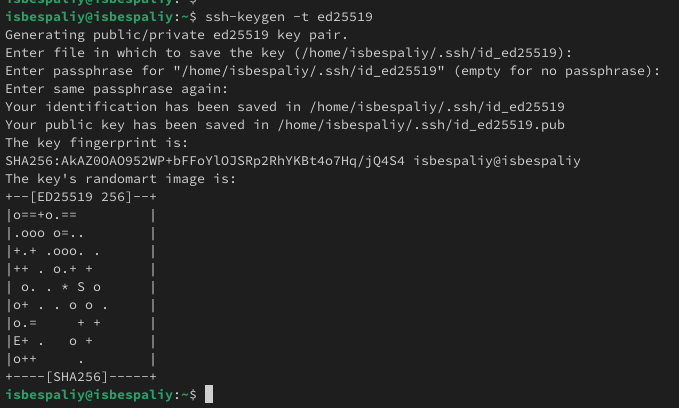 isbespaliy@isbespaliy:~$
isbespaliy@isbespaliy:~$ ssh-keygen -t ed25519
Generating public/private ed25519 key pair.
Enter file in which to save the key (/home/isbespaliy/.ssh/id_ed25519):
Enter passphrase for "/home/isbespaliy/.ssh/id_ed25519" (empty for no passphrase):
Enter same passphrase again:
Your identification has been saved in /home/isbespaliy/.ssh/id_ed25519
Your public key has been saved in /home/isbespaliy/.ssh/id_ed25519.pub
The key fingerprint is:
SHA256:AkAZ0OAO952WP+bFFoYlOJSRp2RhYKBt4o7Hq/jQ4S4 isbespaliy@isbespaliy
The key's randomart image is:
+--[ED25519 256]--+
|o==+o.==         |
|.ooo o=..        |
|+.+ .ooo. .      |
|++ . o.+ +       |
| o. . * S o      |
|o+ . . o o .     |
|o.=     + +      |
|E+ .   o +       |
|o++     .        |
+----[SHA256]-----+
isbespaliy@isbespaliy:~$